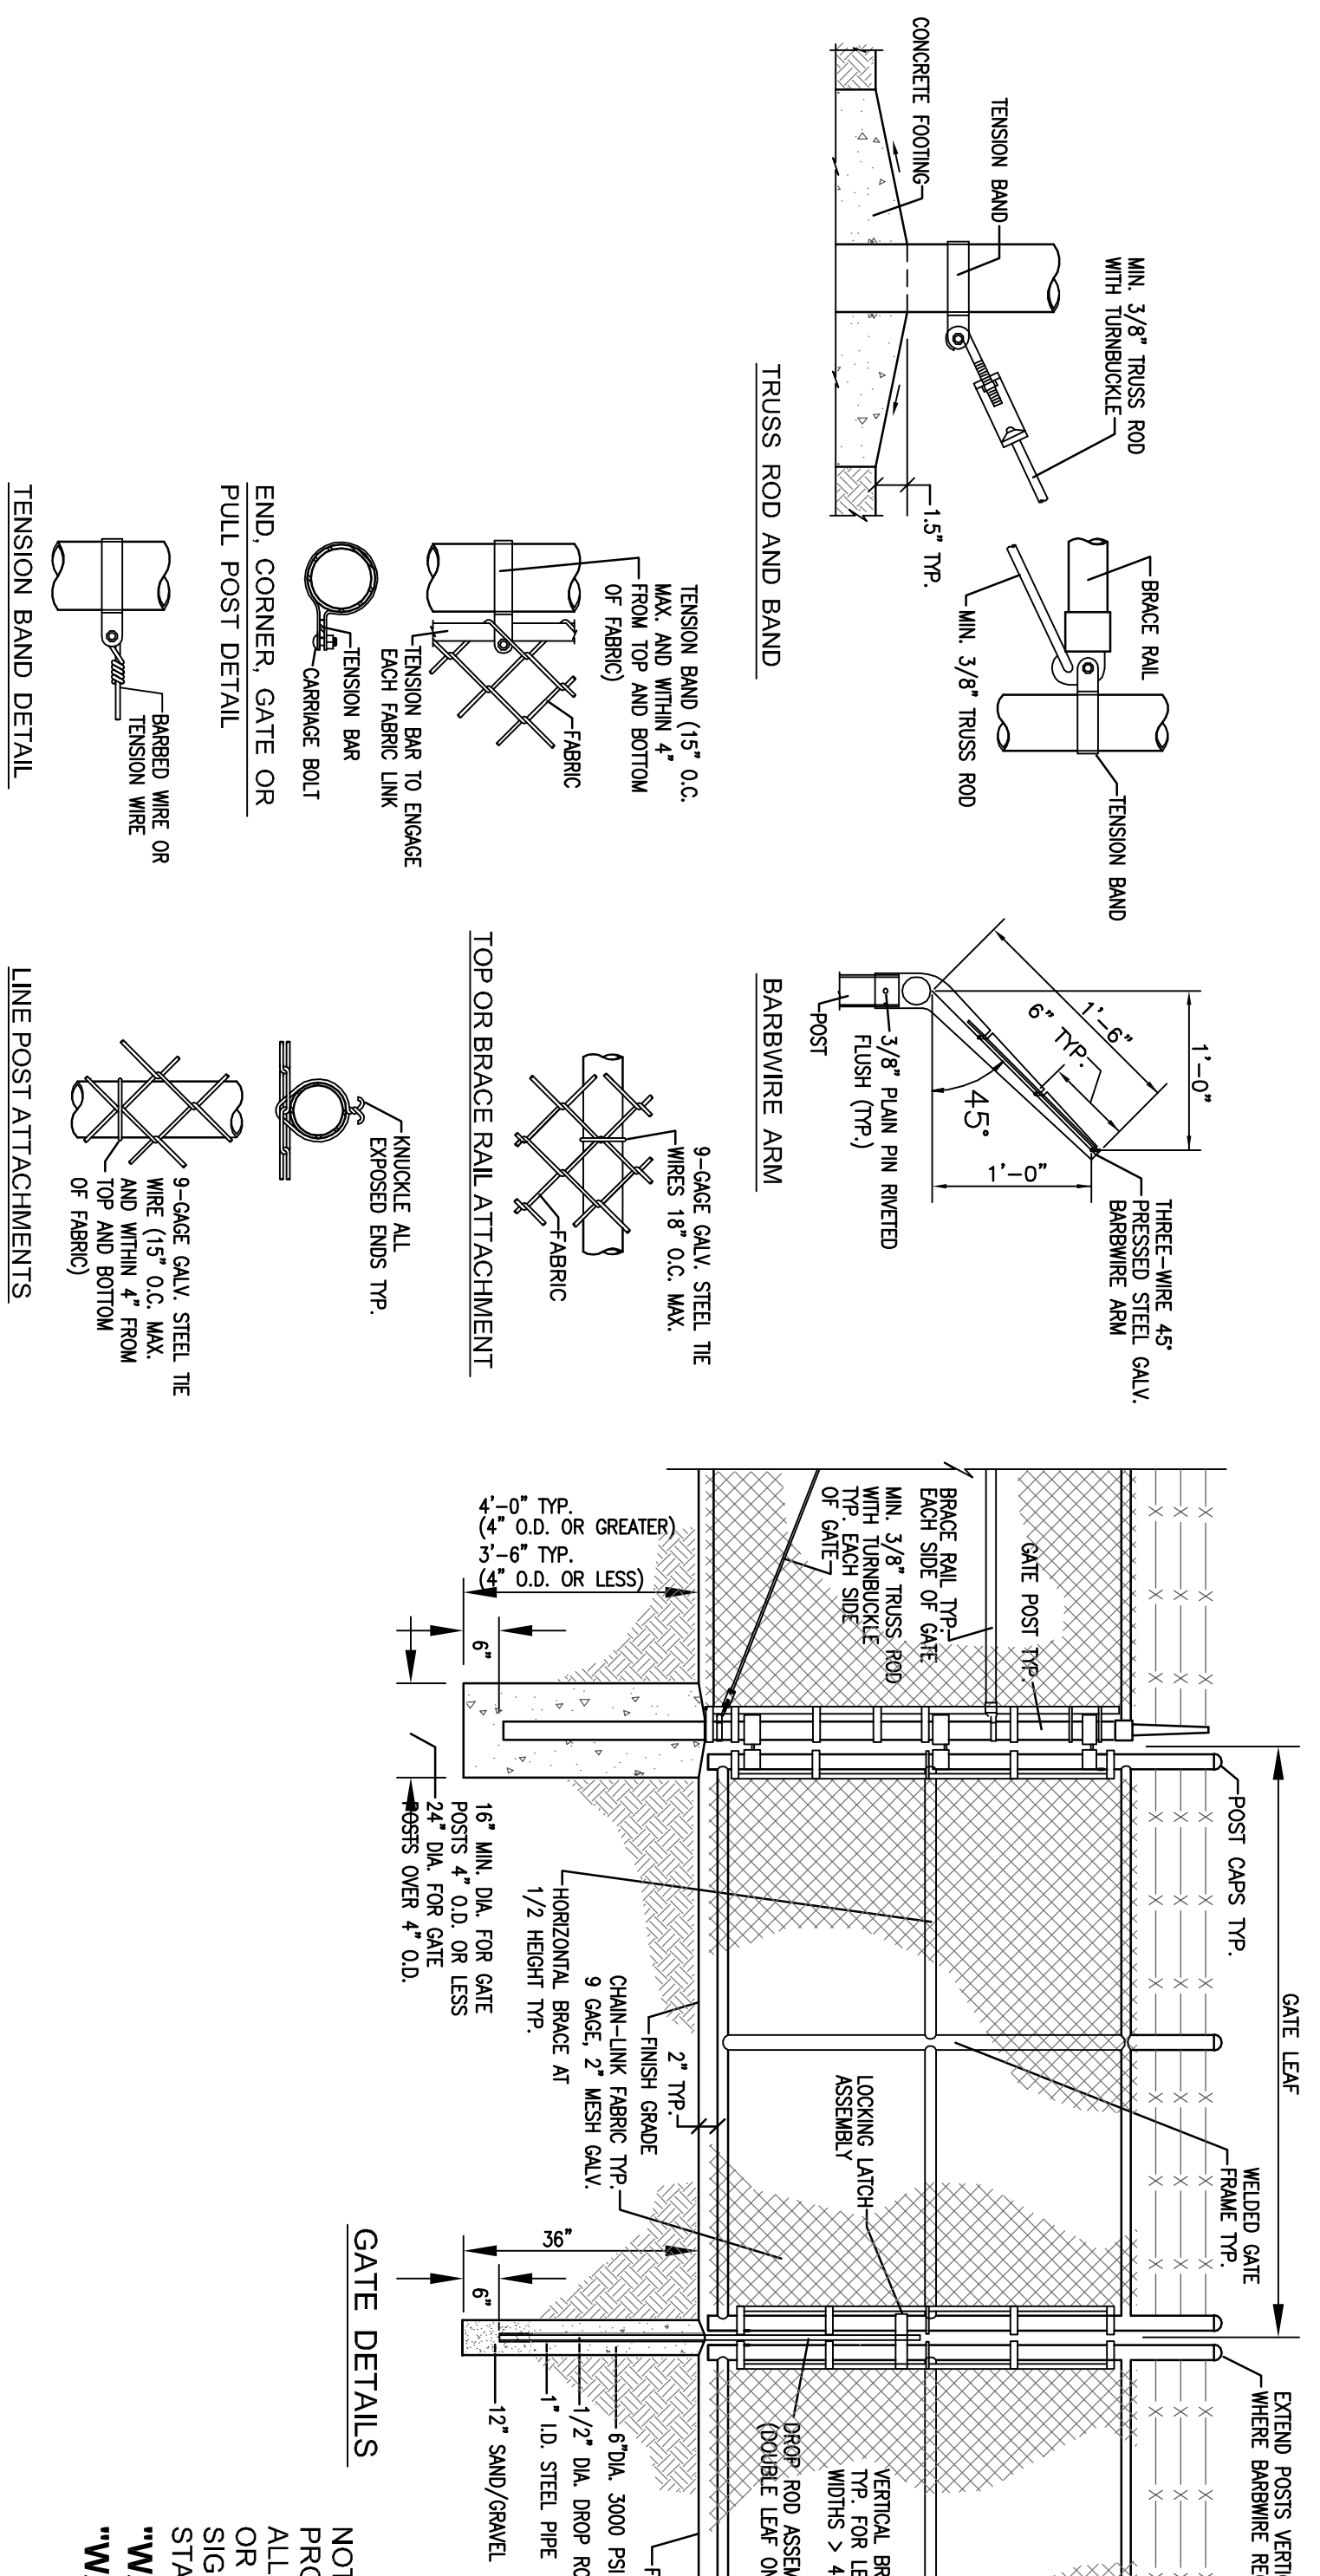 MIN. 3/8" TRUSS ROD
WITH TURNBUCKLE
TENSION BAND
CONCRETE FOOTING
1.5" TYP.
BRACE RAIL
TENSION BAND
MIN. 3/8" TRUSS ROD
TRUSS ROD AND BAND
1'-0"
1'-6"
6" TYP.
45°
1'-0"
THREE-WIRE 45°
PRESSED STEEL GALV.
BARBWIRE ARM
3/8" PLAIN PIN RIVETED
FLUSH (TYP.)
POST
BARBWIRE ARM
TENSION BAND (15" O.C.
MAX. AND WITHIN 4"
FROM TOP AND BOTTOM
OF FABRIC)
FABRIC
TENSION BAR TO ENGAGE
EACH FABRIC LINK
TENSION BAR
CARRIAGE BOLT
END, CORNER, GATE OR
PULL POST DETAIL
BARBED WIRE OR
TENSION WIRE
TENSION BAND DETAIL
9-GAGE GALV. STEEL TIE
WIRES 18" O.C. MAX.
FABRIC
TOP OR BRACE RAIL ATTACHMENT
KNUCKLE ALL
EXPOSED ENDS TYP.
9-GAGE GALV. STEEL TIE
WIRE (15" O.C. MAX.
AND WITHIN 4" FROM
TOP AND BOTTOM
OF FABRIC)
LINE POST ATTACHMENTS
GATE LEAF
POST CAPS TYP.
WELDED GATE
FRAME TYP.
EXTEND POSTS
WHERE BARBWIRE
GATE POST TYP.
BRACE RAIL TYP.
EACH SIDE OF GATE
MIN. 3/8" TRUSS ROD
WITH TURNBUCKLE
TYP. EACH SIDE
OF GATE
4'-0" TYP.
(4" O.D. OR GREATER)
3'-6" TYP.
(4" O.D. OR LESS)
6"
16" MIN. DIA. FOR GATE
POSTS 4" O.D. OR LESS
24" DIA. FOR GATE
POSTS OVER 4" O.D.
LOCKING LATCH
ASSEMBLY
2" TYP.
FINISH GRADE
CHAIN-LINK FABRIC TYP.
9 GAGE, 2" MESH GALV.
HORIZONTAL BRACE AT
1/2 HEIGHT TYP.
VERTICAL
TYP. FOR
WIDTHS > 4
DROP ROD
(DOUBLE LEAF
36"
6"
6"DIA. 3000 PSI
1/2" DIA. DROP
1" I.D. STEEL PIPE
12" SAND/GRAVEL
GATE DETAILS
ALL
OR